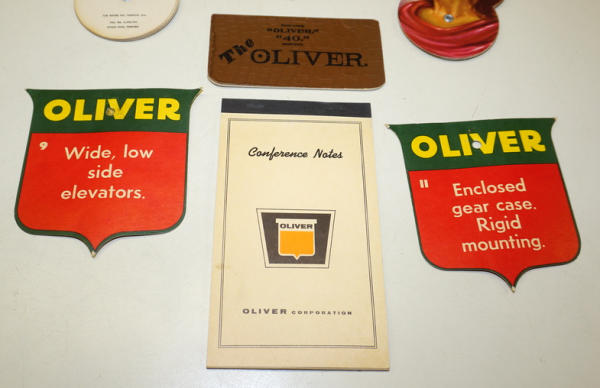 "OLIVER,"
"40,"
The OLIVER.
OLIVER
9 Wide, low
side
elevators.
Conference Notes
OLIVER
OLIVER CORPORATION
OLIVER
11 Enclosed
gear case.
Rigid
mounting.